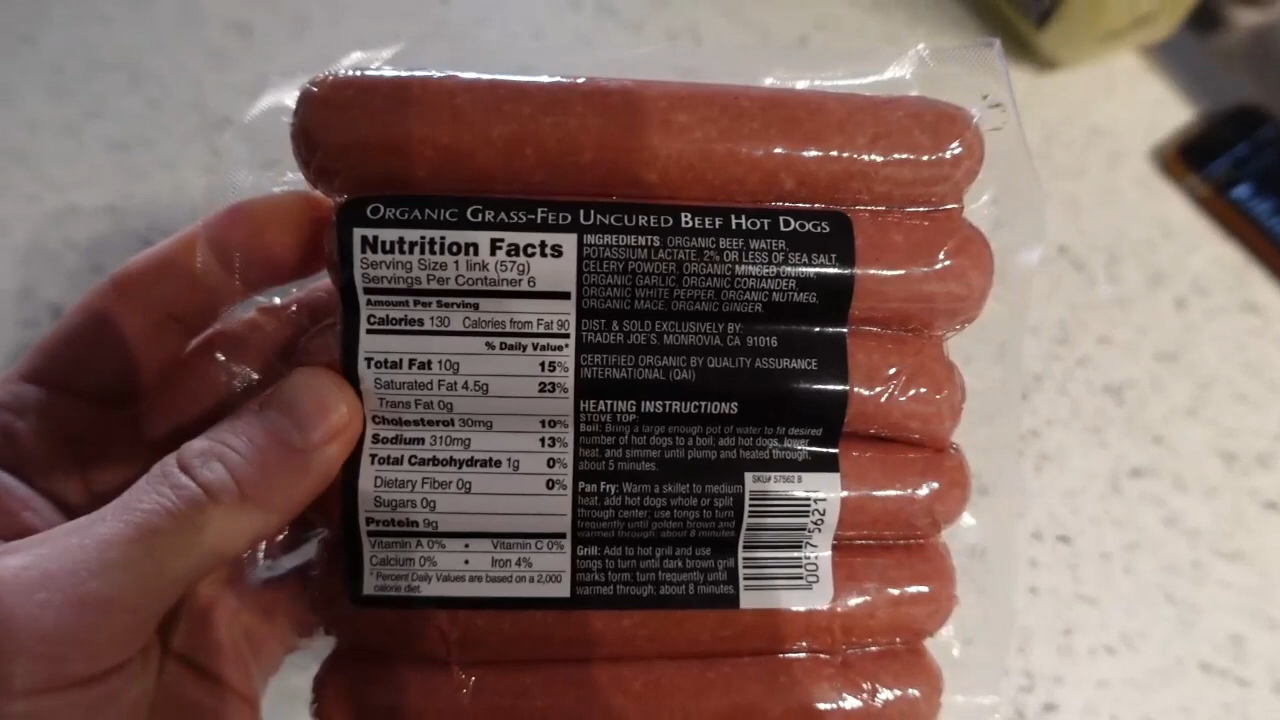 ORGANIC GRASS-FED UNCURED BEEF HOT DOGS
Nutrition Facts
Serving Size 1 link (57g)
Servings Per Container 6
Amount Per Serving
Calories 130 Calories from Fat 90
% Daily Value*
Total Fat 10g 15%
Saturated Fat 4.5g 23%
Trans Fat 0g
Cholesterol 30mg 10%
Sodium 310mg 13%
Total Carbohydrate 1g 0%
Dietary Fiber 0g 0%
Sugars 0g
Protein 9g
Vitamin A 0% • Vitamin C 0%
Calcium 0% • Iron 4%
* Percent Daily Values are based on a 2,000
calorie diet.
INGREDIENTS: ORGANIC BEEF, WATER,
POTASSIUM LACTATE, 2% OR LESS OF SEA SALT,
CELERY POWDER, ORGANIC MINCED ONION,
ORGANIC GARLIC, ORGANIC CORIANDER,
ORGANIC WHITE PEPPER, ORGANIC NUTMEG,
ORGANIC MACE, ORGANIC GINGER.
DIST. & SOLD EXCLUSIVELY BY:
TRADER JOE'S, MONROVIA, CA 91016
CERTIFIED ORGANIC BY QUALITY ASSURANCE
INTERNATIONAL (QAI)
HEATING INSTRUCTIONS
STOVE TOP:
Boil: Bring a large enough pot of water to fit desired
number of hot dogs to a boil; add hot dogs, lower
heat, and simmer until plump and heated through,
about 5 minutes.
Pan Fry: Warm a skillet to medium
heat, add hot dogs whole or split
through center; use tongs to turn
frequently until golden brown and
warmed through; about 8 minutes.
Grill: Add to hot grill and use
tongs to turn until dark brown grill
marks form; turn frequently until
warmed through; about 8 minutes.
SKU# 57562 B
0057 5621